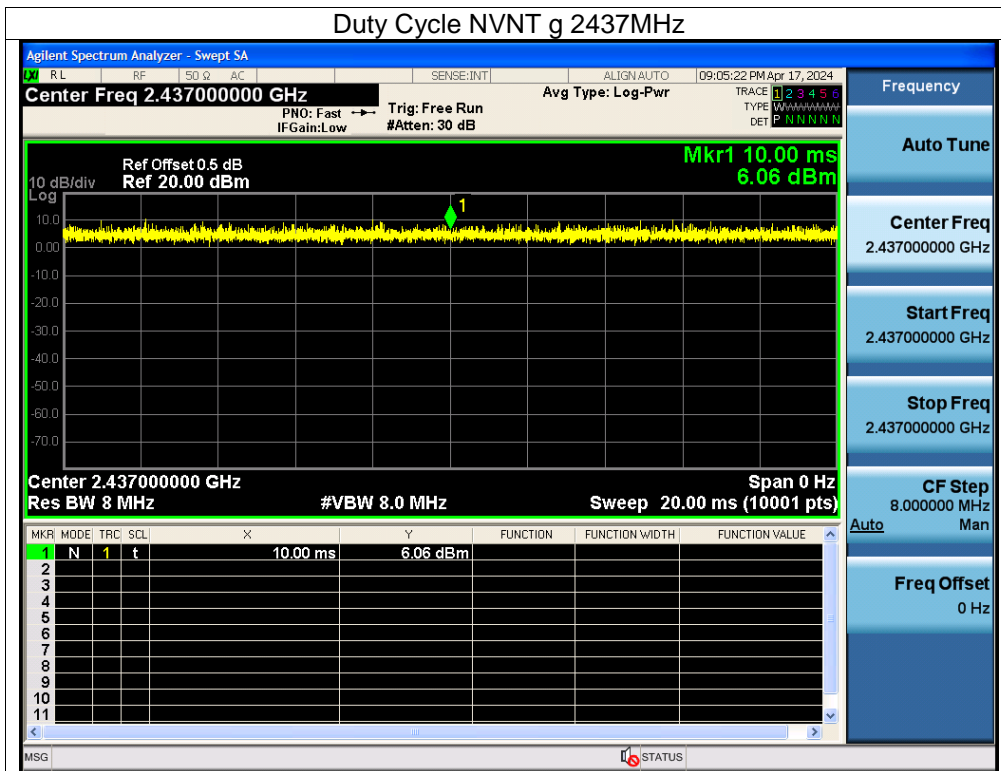 Duty Cycle NVNT g 2437MHz
Agilent Spectrum Analyzer - Swept SA
LXI RL RF 50 Ω AC SENSE:INT ALIGN AUTO 09:05:22 PM Apr 17, 2024
Center Freq 2.437000000 GHz
PNO: Fast
IFGain:Low
Trig: Free Run
#Atten: 30 dB
Avg Type: Log-Pwr
TRACE 1 2 3 4 5 6
TYPE
DET P N N N N N
Mkr1 10.00 ms
6.06 dBm
Ref Offset 0.5 dB
10 dB/div Ref 20.00 dBm
Log
10.0
0.00
-10.0
-20.0
-30.0
-40.0
-50.0
-60.0
-70.0
1
Center 2.437000000 GHz Span 0 Hz
Res BW 8 MHz #VBW 8.0 MHz Sweep 20.00 ms (10001 pts)
MKR MODE TRC SCL X Y FUNCTION FUNCTION WIDTH FUNCTION VALUE
1 N 1 t 10.00 ms 6.06 dBm
2
3
4
5
6
7
8
9
10
11
MSG STATUS
Frequency
Auto Tune
Center Freq
2.437000000 GHz
Start Freq
2.437000000 GHz
Stop Freq
2.437000000 GHz
CF Step
8.000000 MHz
Auto Man
Freq Offset
0 Hz